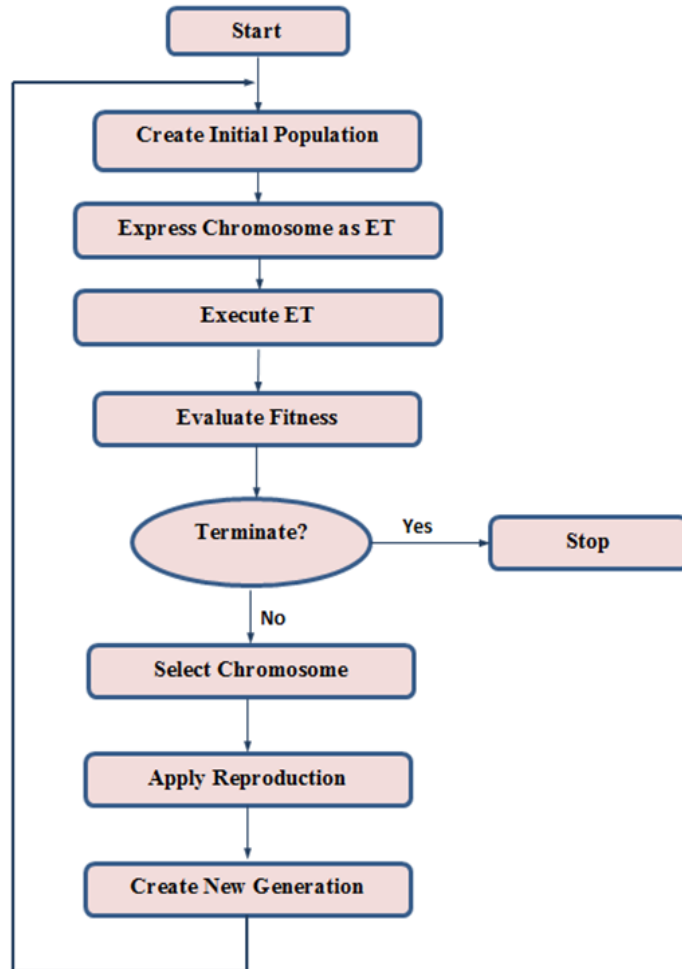 Start
Create Initial Population
Express Chromosome as ET
Execute ET
Evaluate Fitness
Terminate?
Yes
Stop
No
Select Chromosome
Apply Reproduction
Create New Generation